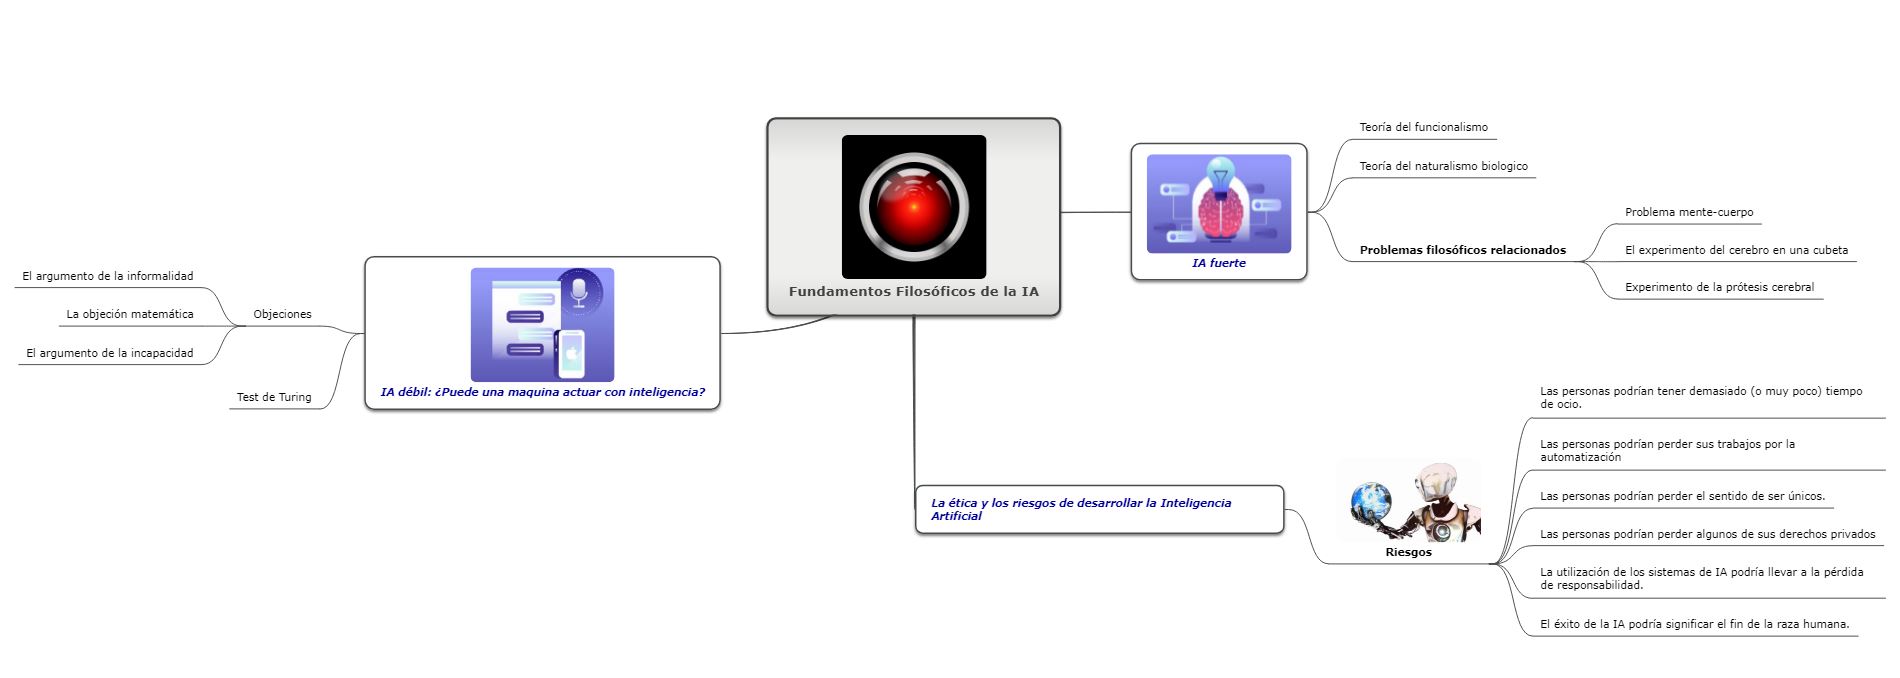 Fundamentos Filosóficos de la IA
IA débil: ¿Puede una maquina actuar con inteligencia?
Objeciones
El argumento de la informalidad
La objeción matemática
El argumento de la incapacidad
Test de Turing
IA fuerte
Teoría del funcionalismo
Teoría del naturalismo biologico
Problemas filosóficos relacionados
Problema mente-cuerpo
El experimento del cerebro en una cubeta
Experimento de la prótesis cerebral
La ética y los riesgos de desarrollar la Inteligencia
Artificial
Riesgos
Las personas podrían tener demasiado (o muy poco) tiempo
de ocio.
Las personas podrían perder sus trabajos por la
automatización
Las personas podrían perder el sentido de ser únicos.
Las personas podrían perder algunos de sus derechos privados
La utilización de los sistemas de IA podría llevar a la pérdida
de responsabilidad.
El éxito de la IA podría significar el fin de la raza humana.